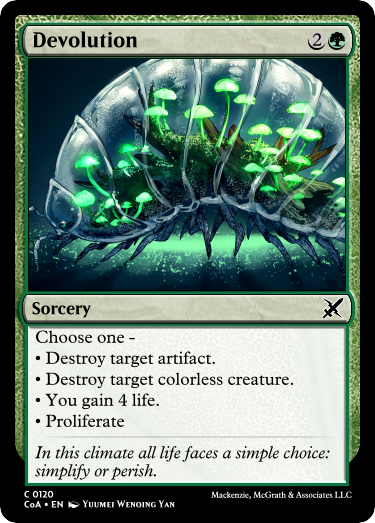 Devolution 2
Sorcery
Choose one -
• Destroy target artifact.
• Destroy target colorless creature.
• You gain 4 life.
• Proliferate
In this climate all life faces a simple choice:
simplify or perish.
C 0120
CoA • EN Yuumei Wenqing Yan
Mackenzie, McGrath & Associates LLC